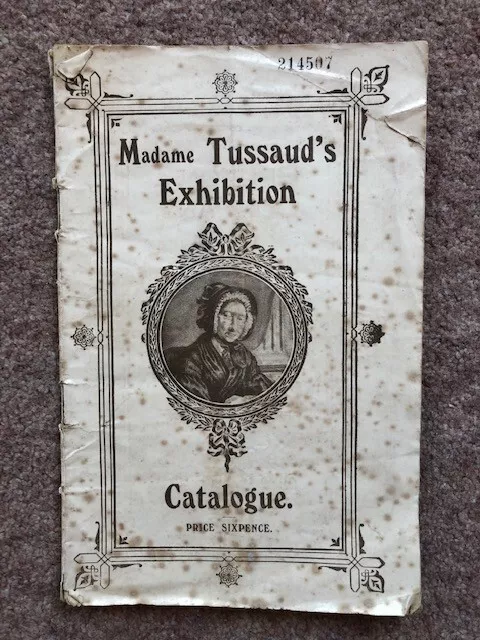 214507
Madame Tussaud's
Exhibition
Catalogue.
PRICE SIXPENCE.